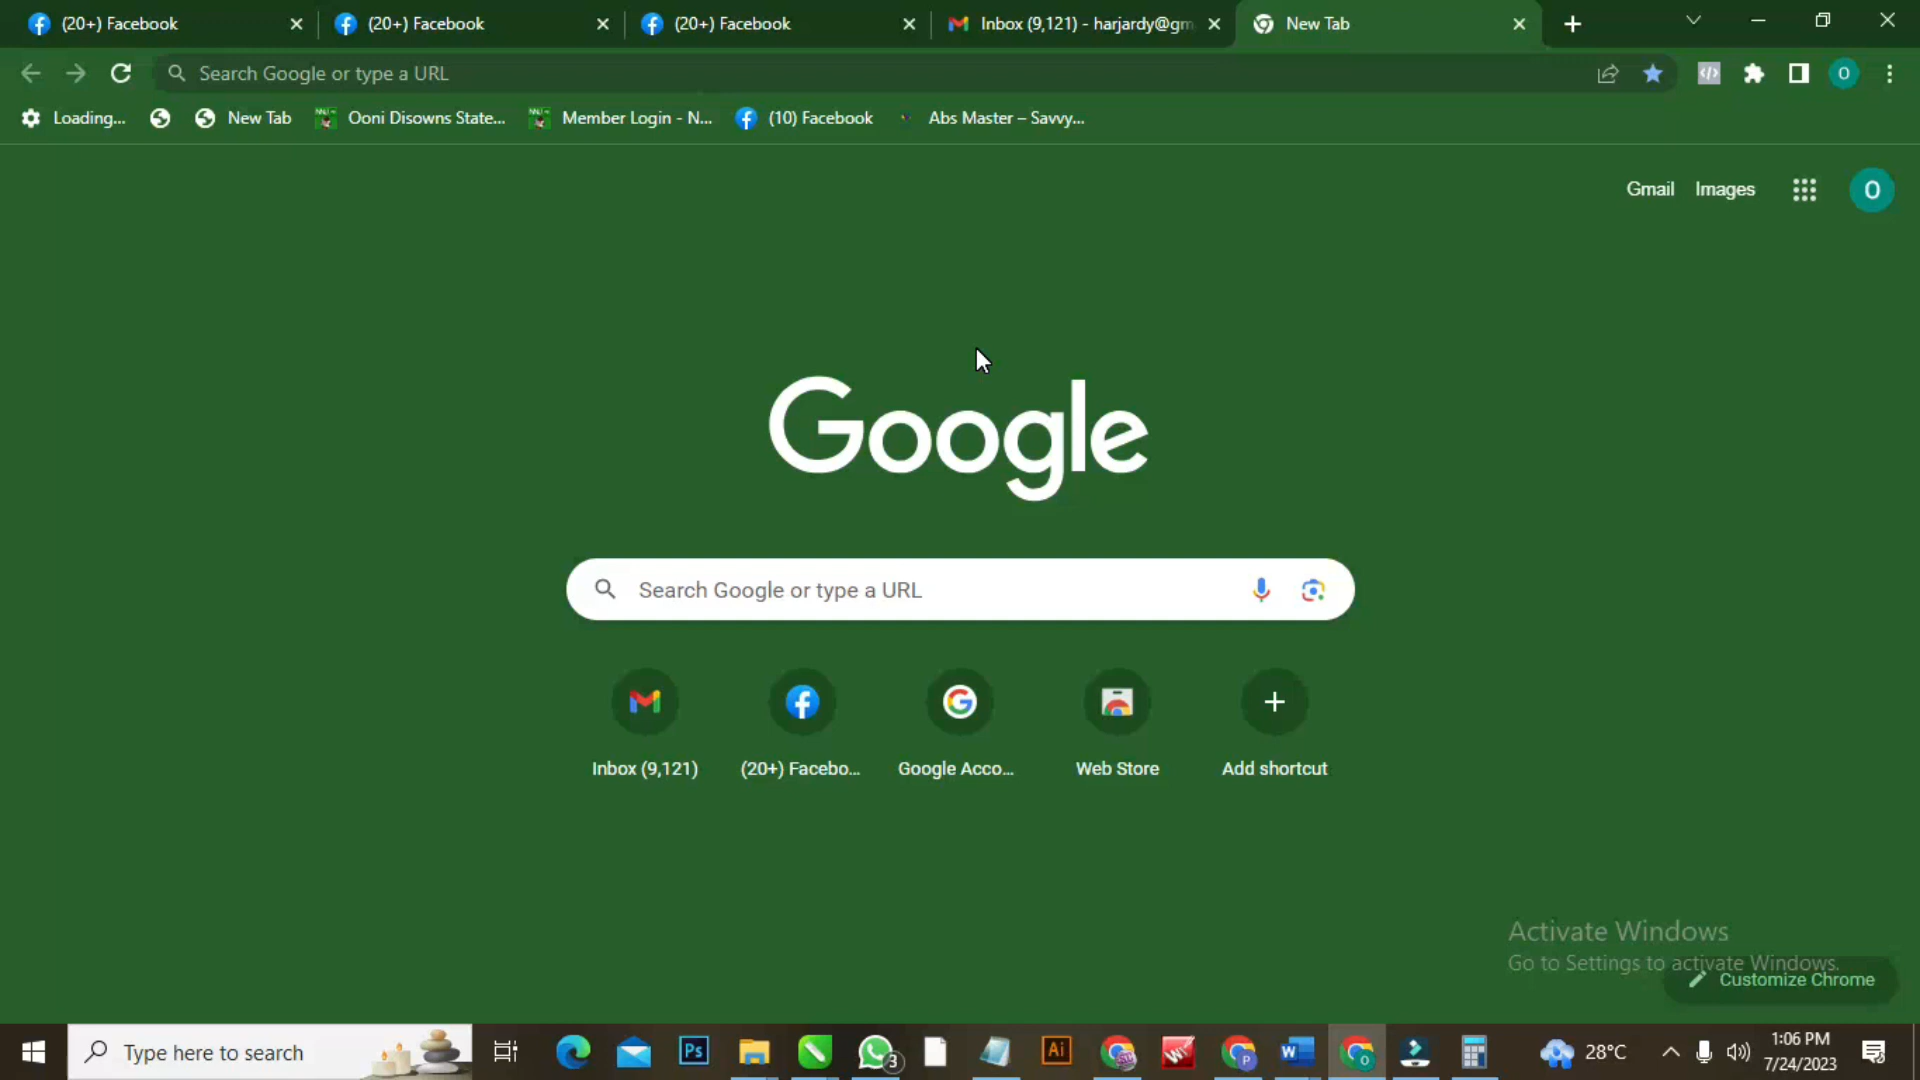 (20+) Facebook
(20+) Facebook
(20+) Facebook
Inbox (9,121) - harjardy@gm
New Tab
Search Google or type a URL
O
Loading...
New Tab
Ooni Disowns State...
Member Login - N...
(10) Facebook
Abs Master – Savvy...
Gmail
Images
O
Google
Search Google or type a URL
Inbox (9,121)
(20+) Facebo...
Google Acco...
Web Store
Add shortcut
Activate Windows
Go to Settings to activate Windows.
Customize Chrome
Type here to search
Ps
3
Ai
P
W
O
28°C
1:06 PM
7/24/2023